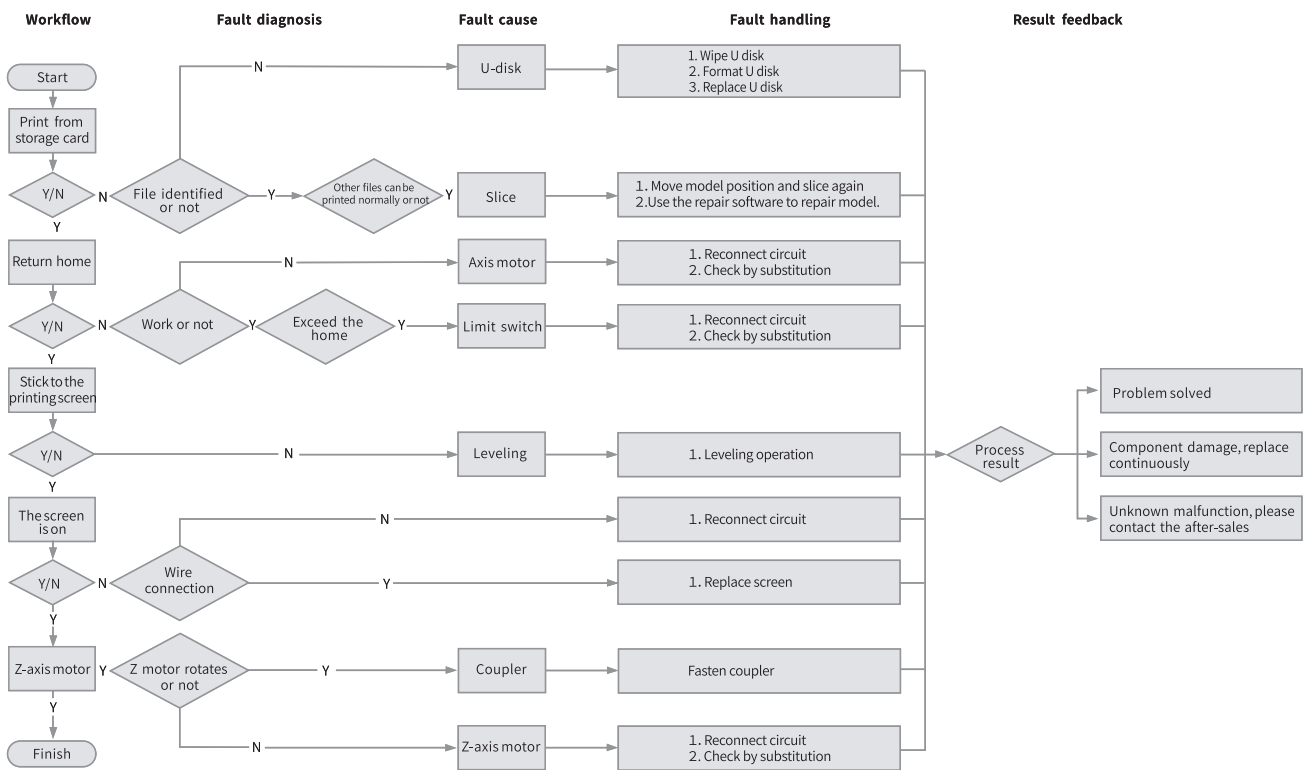 Workflow
Fault diagnosis
Fault cause
Fault handling
Result feedback
Start
N
U-disk
1. Wipe U disk
2. Format U disk
3. Replace U disk
Print from
storage card
Y/N
N
File identified
or not
Y
Other files can be
printed normally or not
Y
Slice
1. Move model position and slice again
2.Use the repair software to repair model.
Y
Return home
N
Axis motor
1. Reconnect circuit
2. Check by substitution
Y/N
N
Work or not
Y
Exceed the
home
Y
Limit switch
1. Reconnect circuit
2. Check by substitution
Y
Stick to the
printing screen
Y/N
N
Leveling
1. Leveling operation
Process
result
Problem solved
Component damage, replace
continuously
Unknown malfunction, please
contact the after-sales
Y
The screen
is on
N
1. Reconnect circuit
Y/N
N
Wire
connection
Y
1. Replace screen
Y
Z-axis motor
Y
Z motor rotates
or not
Y
Coupler
Fasten coupler
Y
Finish
N
Z-axis motor
1. Reconnect circuit
2. Check by substitution